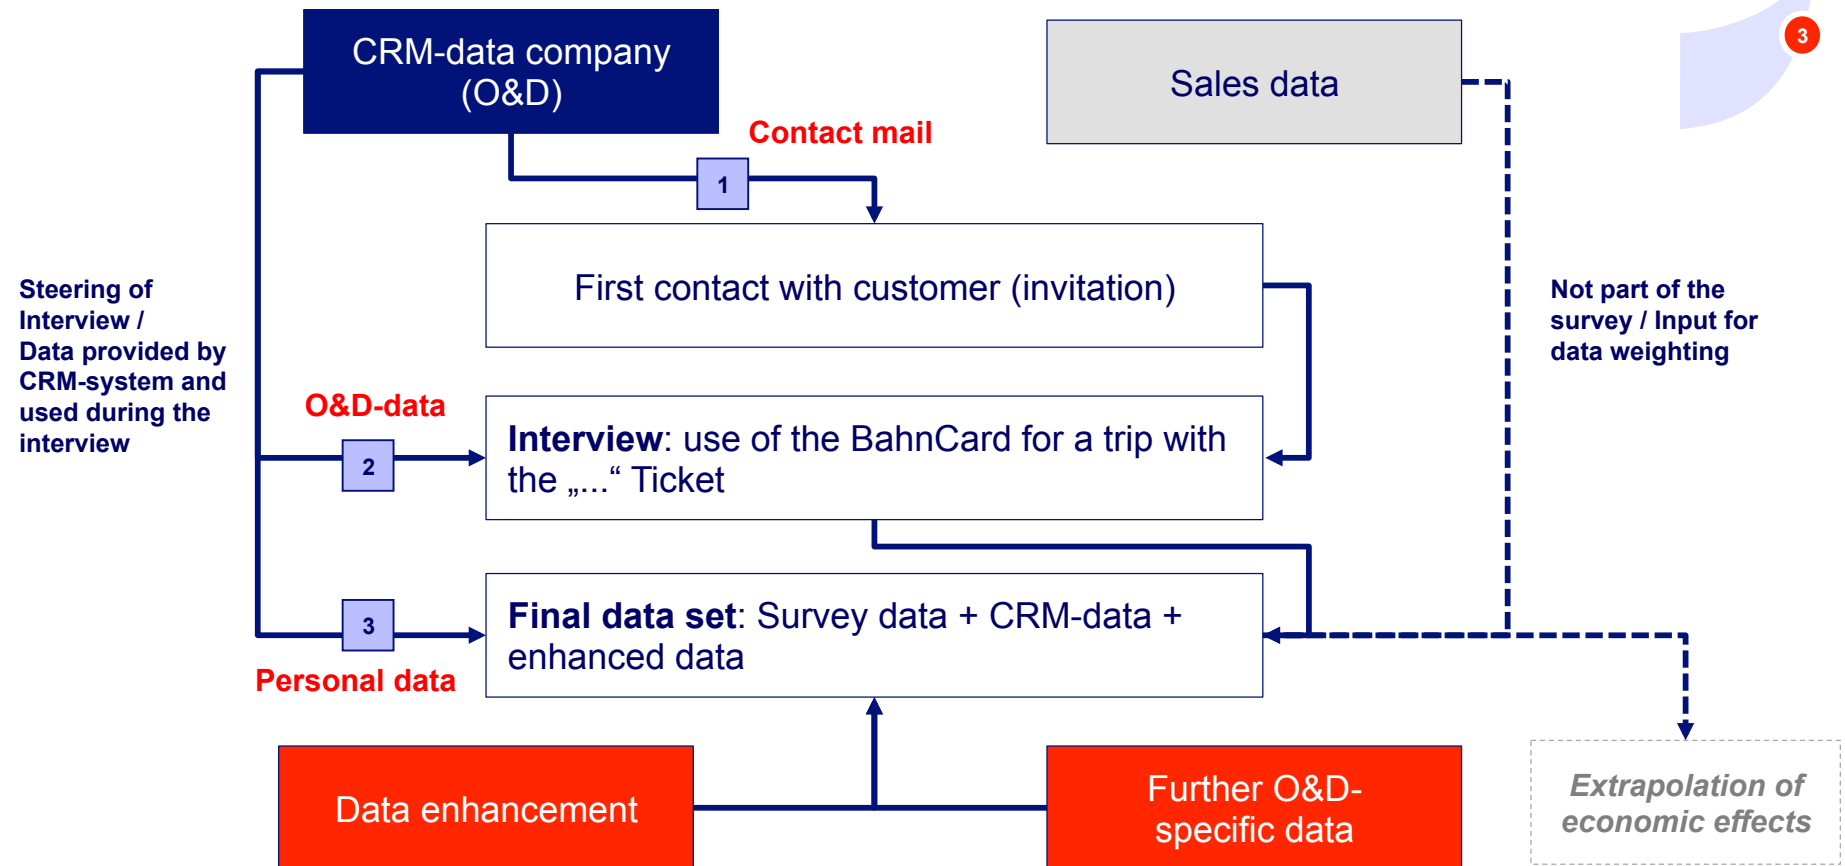 3
CRM-data company
(O&D)
Sales data
Contact mail
1
First contact with customer (invitation)
Steering of
Interview /
Data provided by
CRM-system and
used during the
interview
Not part of the
survey / Input for
data weighting
O&D-data
2
Interview: use of the BahnCard for a trip with
the „...“ Ticket
3
Final data set: Survey data + CRM-data +
enhanced data
Personal data
Data enhancement
Further O&D-
specific data
Extrapolation of
economic effects